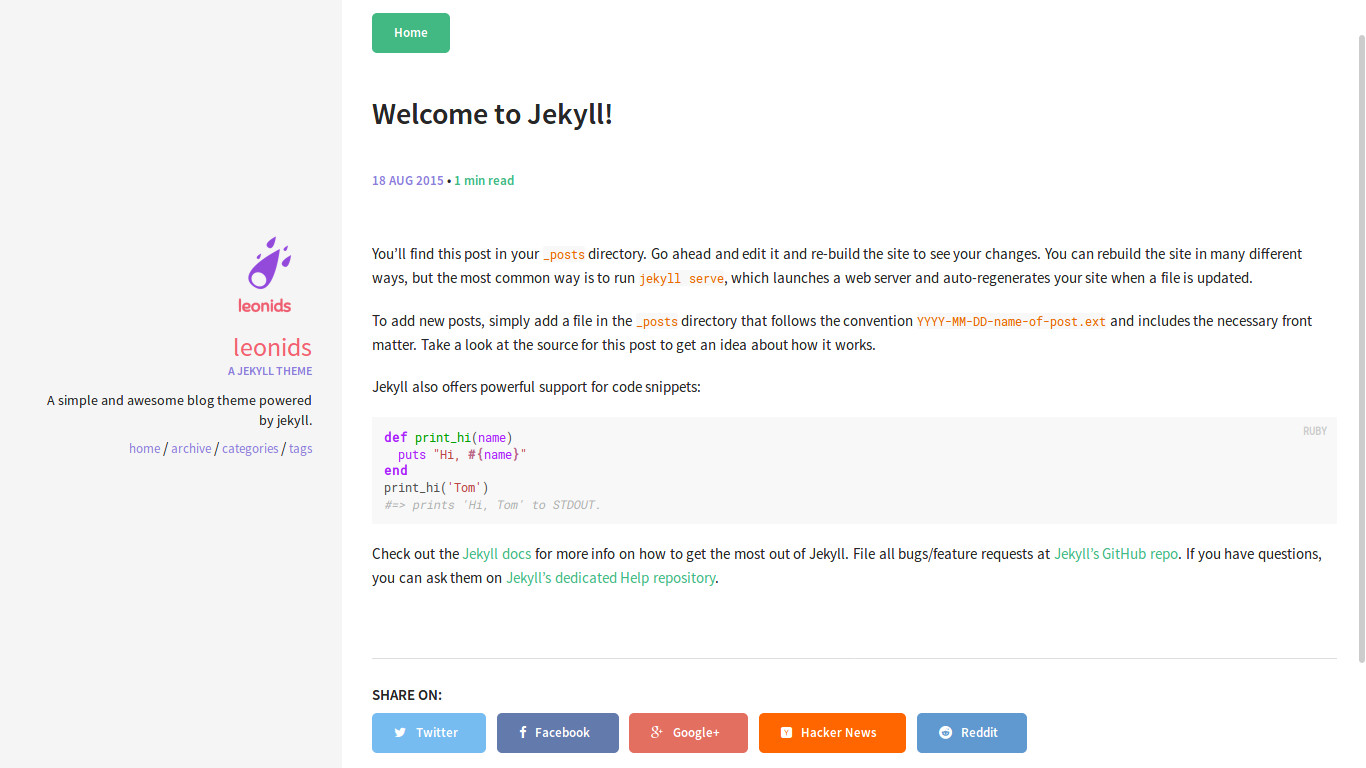 leonids
leonids
A JEKYLL THEME
A simple and awesome blog theme powered
by jekyll.
home / archive / categories / tags
Home
Welcome to Jekyll!
18 AUG 2015 • 1 min read
You’ll find this post in your _posts directory. Go ahead and edit it and re-build the site to see your changes. You can rebuild the site in many different
ways, but the most common way is to run jekyll serve, which launches a web server and auto-regenerates your site when a file is updated.
To add new posts, simply add a file in the _posts directory that follows the convention YYYY-MM-DD-name-of-post.ext and includes the necessary front
matter. Take a look at the source for this post to get an idea about how it works.
Jekyll also offers powerful support for code snippets:
RUBY
def print_hi(name)
  puts "Hi, #{name}"
end
print_hi('Tom')
#=> prints 'Hi, Tom' to STDOUT.
Check out the Jekyll docs for more info on how to get the most out of Jekyll. File all bugs/feature requests at Jekyll’s GitHub repo. If you have questions,
you can ask them on Jekyll’s dedicated Help repository.
SHARE ON:
Twitter Facebook Google+ Hacker News Reddit